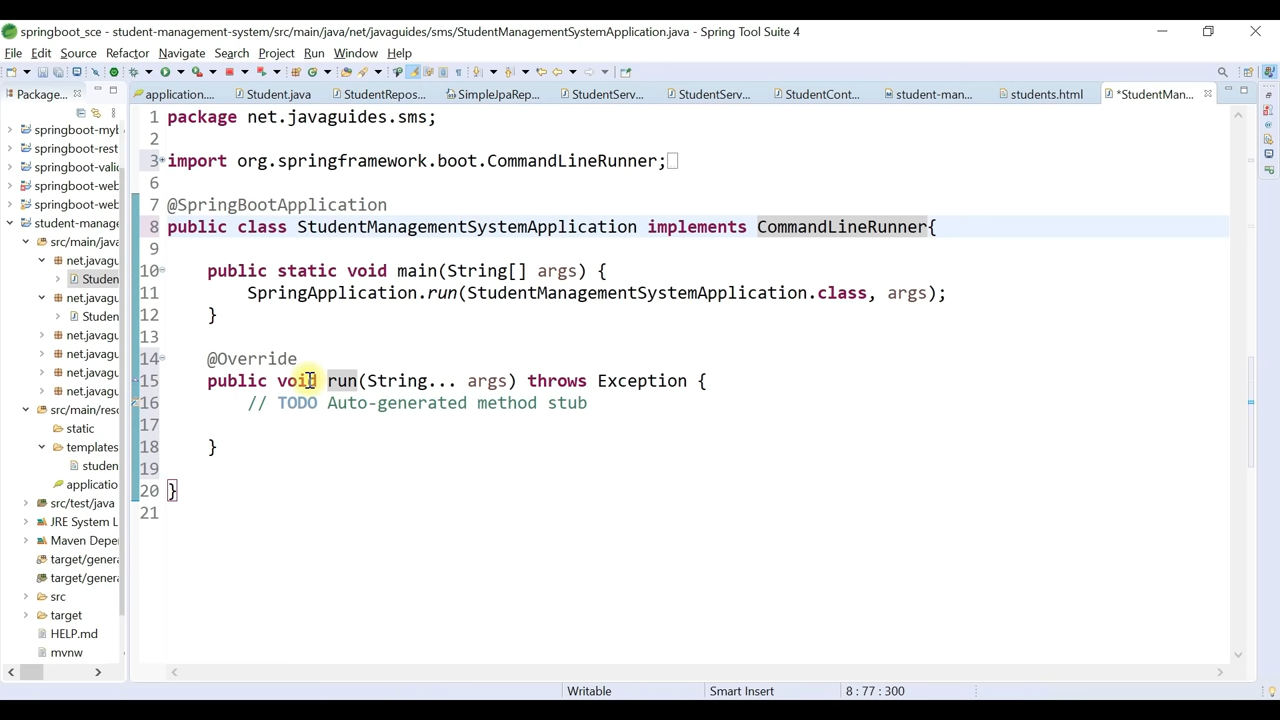 springboot_sce - student-management-system/src/main/java/net/javaguides/sms/StudentManagementSystemApplication.java - Spring Tool Suite 4
File Edit Source Refactor Navigate Search Project Run Window Help
Package...
application....
Student.java
StudentRepos...
SimpleJpaRep...
StudentServ...
StudentServ...
StudentCont...
student-man...
students.html
*StudentMan...
springboot-myb
springboot-rest
springboot-valid
springboot-web
springboot-web
student-manage
src/main/java
net.javagu
Studen
net.javagu
Studen
net.javagu
net.javagu
net.javagu
net.javagu
src/main/reso
static
templates
studen
applicatio
src/test/java
JRE System L
Maven Depe
target/genera
target/genera
src
target
HELP.md
mvnw
1 package net.javaguides.sms;
2
3 import org.springframework.boot.CommandLineRunner;
6
7 @SpringBootApplication
8 public class StudentManagementSystemApplication implements CommandLineRunner{
9
10 public static void main(String[] args) {
11 SpringApplication.run(StudentManagementSystemApplication.class, args);
12 }
13
14 @Override
15 public void run(String... args) throws Exception {
16 // TODO Auto-generated method stub
17
18 }
19
20 }
21
Writable
Smart Insert
8 : 77 : 300